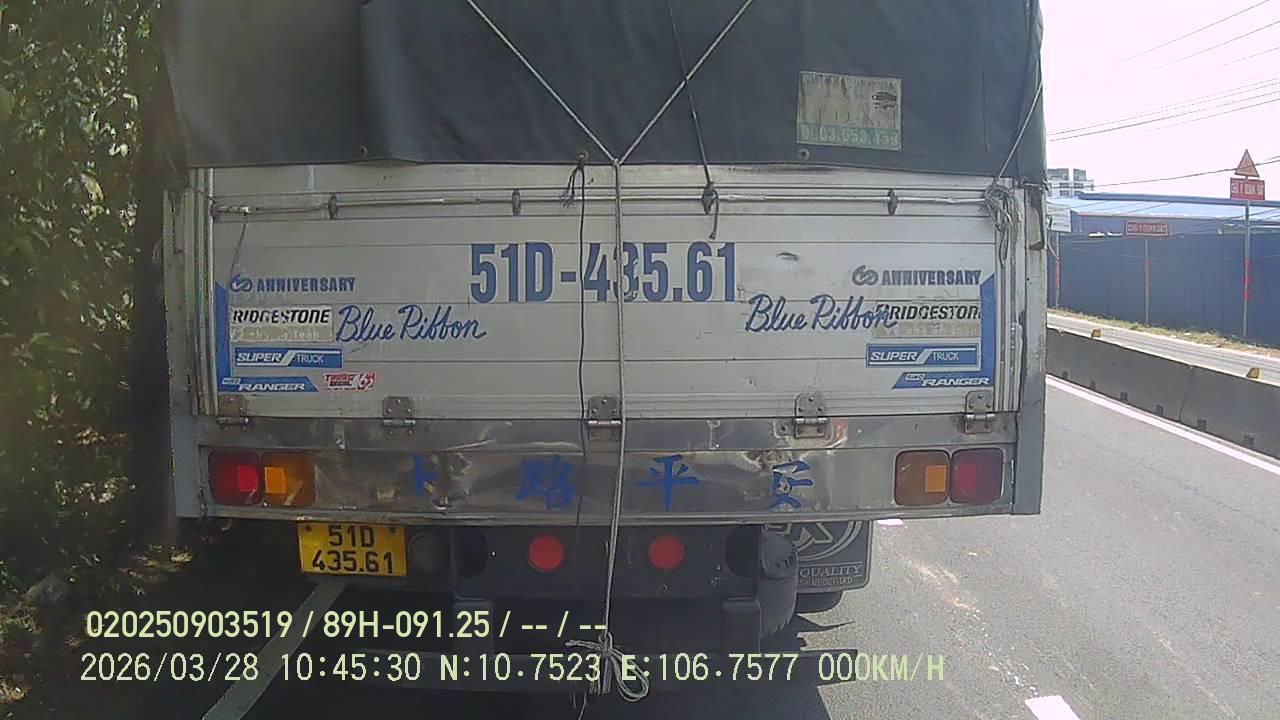 51D-435.61
ANNIVERSARY
ANNIVERSARY
BRIDGESTONE
Blue Ribbon
Blue Ribbon
BRIDGESTONE
SUPER TRUCK
SUPER TRUCK
RANGER
RANGER
路 平
51D
435.61
QUALITY
020250903519 / 89H-091.25 / -- / --
2026/03/28 10:45:30 N:10.7523 E:106.7577 000KM/H